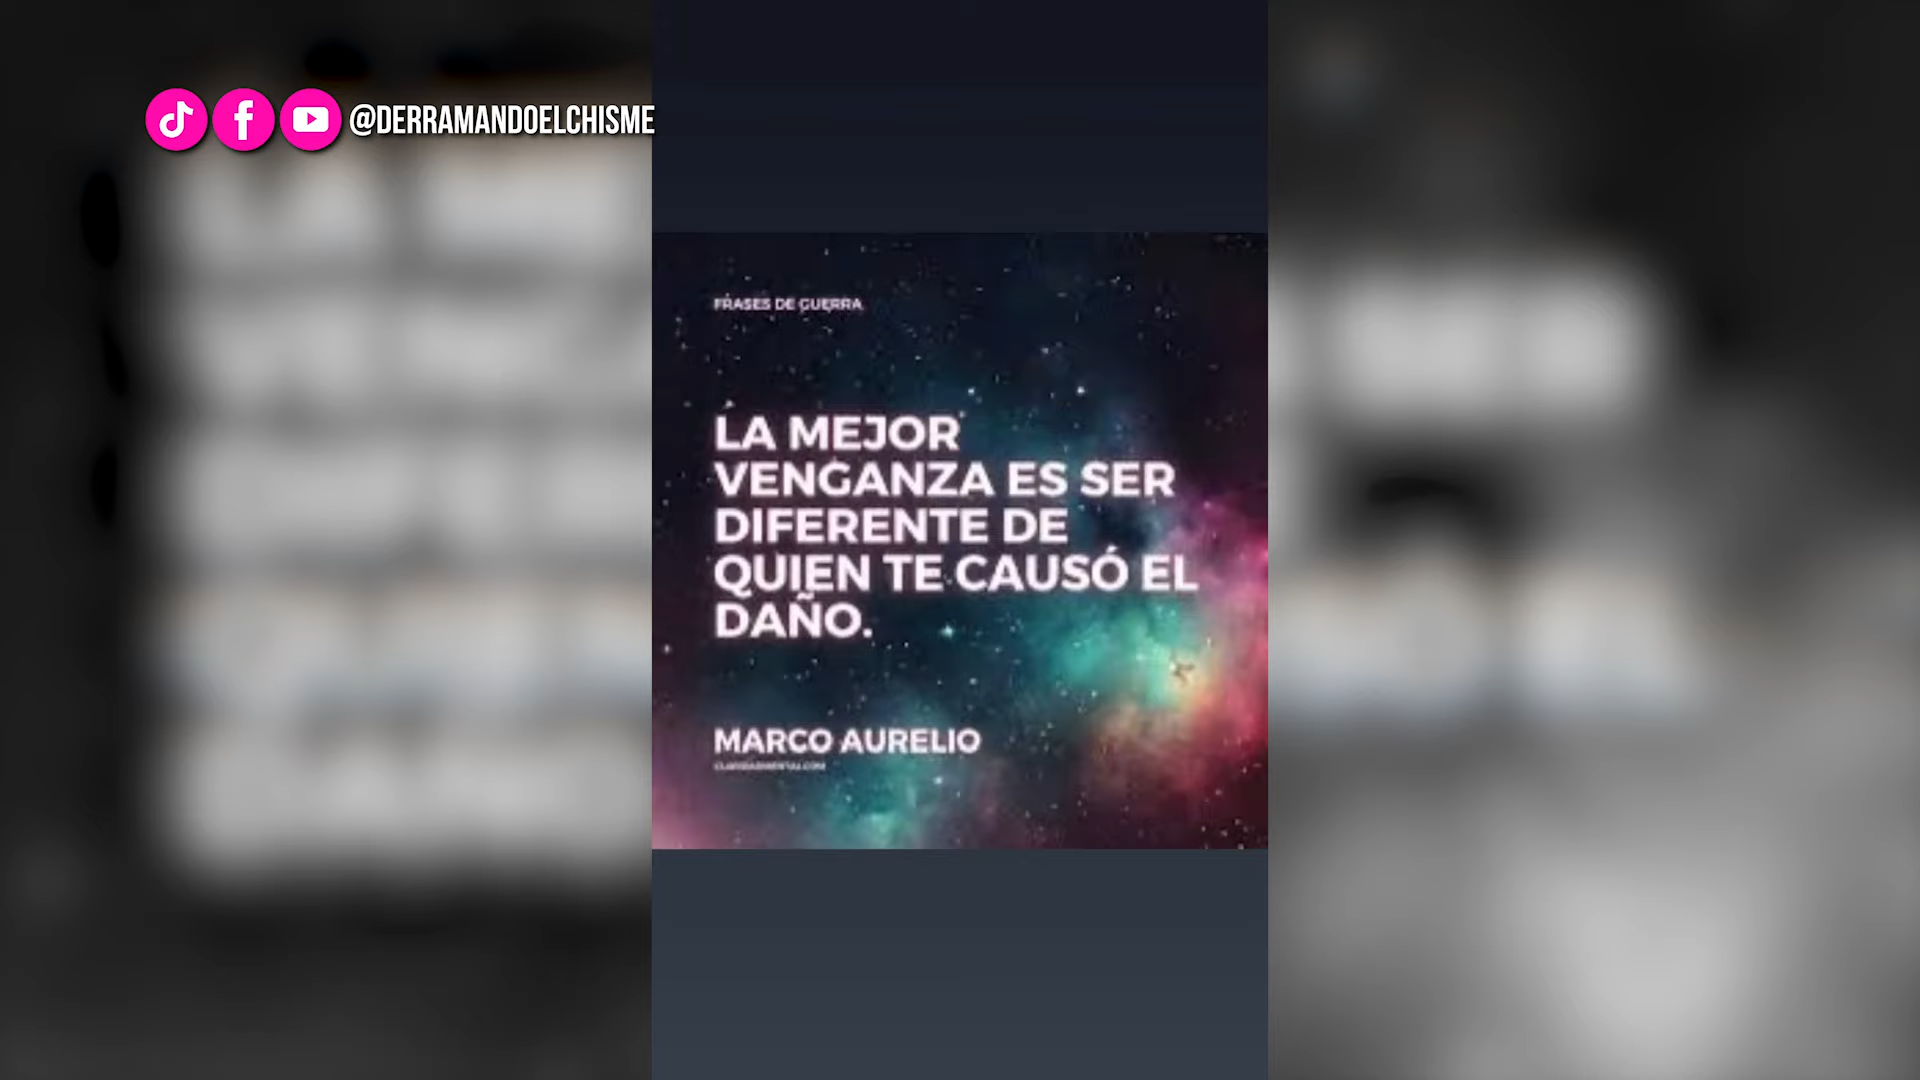 @DERRAMANDOELCHISME
FRASES DE GUERRA
LA MEJOR
VENGANZA ES SER
DIFERENTE DE
QUIEN TE CAUSÓ EL
DAÑO.
MARCO AURELIO